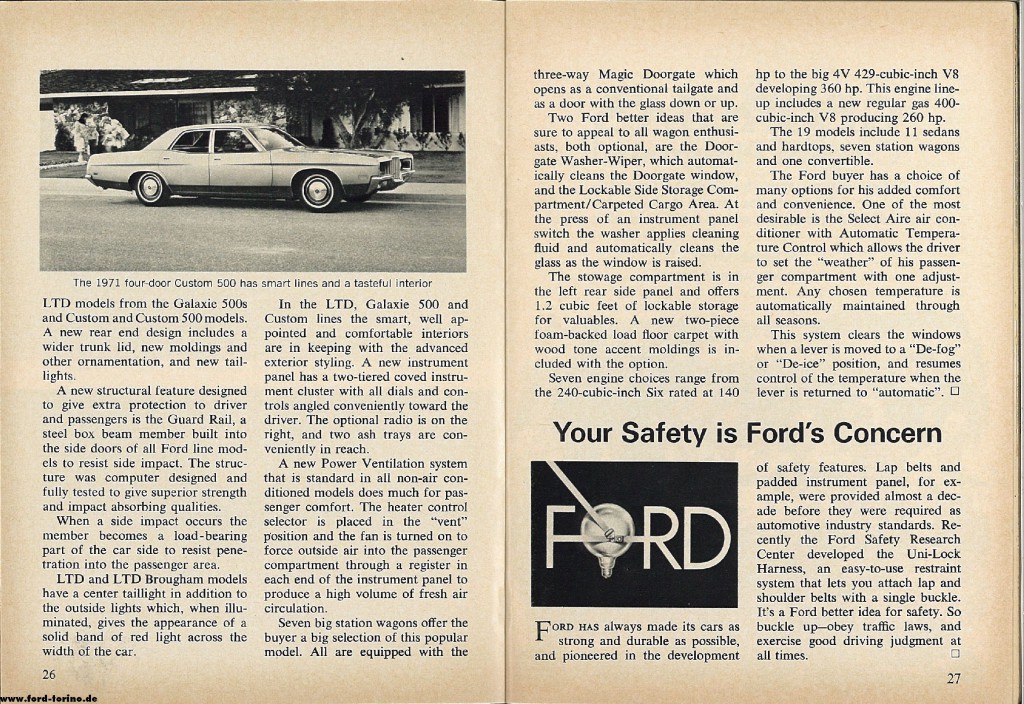 The 1971 four-door Custom 500 has smart lines and a tasteful interior
LTD models from the Galaxie 500s
and Custom and Custom 500 models.
A new rear end design includes a
wider trunk lid, new moldings and
other ornamentation, and new tail-
lights.
A new structural feature designed
to give extra protection to driver
and passengers is the Guard Rail, a
steel box beam member built into
the side doors of all Ford line mod-
els to resist side impact. The struc-
ture was computer designed and
fully tested to give superior strength
and impact absorbing qualities.
When a side impact occurs the
member becomes a load-bearing
part of the car side to resist pene-
tration into the passenger area.
LTD and LTD Brougham models
have a center taillight in addition to
the outside lights which, when illu-
minated, gives the appearance of a
solid band of red light across the
width of the car.
In the LTD, Galaxie 500 and
Custom lines the smart, well ap-
pointed and comfortable interiors
are in keeping with the advanced
exterior styling. A new instrument
panel has a two-tiered coved instru-
ment cluster with all dials and con-
trols angled conveniently toward the
driver. The optional radio is on the
right, and two ash trays are con-
veniently in reach.
A new Power Ventilation system
that is standard in all non-air con-
ditioned models does much for pas-
senger comfort. The heater control
selector is placed in the "vent"
position and the fan is turned on to
force outside air into the passenger
compartment through a register in
each end of the instrument panel to
produce a high volume of fresh air
circulation.
Seven big station wagons offer the
buyer a big selection of this popular
model. All are equipped with the
26
www.ford-torino.de
three-way Magic Doorgate which
opens as a conventional tailgate and
as a door with the glass down or up.
Two Ford better ideas that are
sure to appeal to all wagon enthusi-
asts, both optional, are the Door-
gate Washer-Wiper, which automat-
ically cleans the Doorgate window,
and the Lockable Side Storage Com-
partment/Carpeted Cargo Area. At
the press of an instrument panel
switch the washer applies cleaning
fluid and automatically cleans the
glass as the window is raised.
The stowage compartment is in
the left rear side panel and offers
1.2 cubic feet of lockable storage
for valuables. A new two-piece
foam-backed load floor carpet with
wood tone accent moldings is in-
cluded with the option.
Seven engine choices range from
the 240-cubic-inch Six rated at 140
hp to the big 4V 429-cubic-inch V8
developing 360 hp. This engine line-
up includes a new regular gas 400-
cubic-inch V8 producing 260 hp.
The 19 models include 11 sedans
and hardtops, seven station wagons
and one convertible.
The Ford buyer has a choice of
many options for his added comfort
and convenience. One of the most
desirable is the Select Aire air con-
ditioner with Automatic Tempera-
ture Control which allows the driver
to set the "weather" of his passen-
ger compartment with one adjust-
ment. Any chosen temperature is
automatically maintained through
all seasons.
This system clears the windows
when a lever is moved to a "De-fog"
or "De-ice" position, and resumes
control of the temperature when the
lever is returned to "automatic". □
Your Safety is Ford's Concern
FORD
FORD HAS always made its cars as
strong and durable as possible,
and pioneered in the development
of safety features. Lap belts and
padded instrument panel, for ex-
ample, were provided almost a dec-
ade before they were required as
automotive industry standards. Re-
cently the Ford Safety Research
Center developed the Uni-Lock
Harness, an easy-to-use restraint
system that lets you attach lap and
shoulder belts with a single buckle.
It's a Ford better idea for safety. So
buckle up—obey traffic laws, and
exercise good driving judgment at
all times. □
27